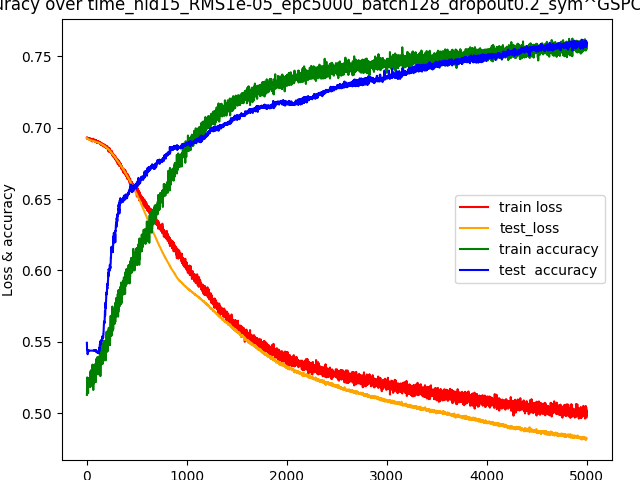 uracy over time_hid15_RMS1e-05_epc5000_batch128_dropout0.2_sym^GSPC
0.75
0.70
0.65
0.60
0.55
0.50
Loss & accuracy
train loss
test_loss
train accuracy
test  accuracy
0 1000 2000 3000 4000 5000